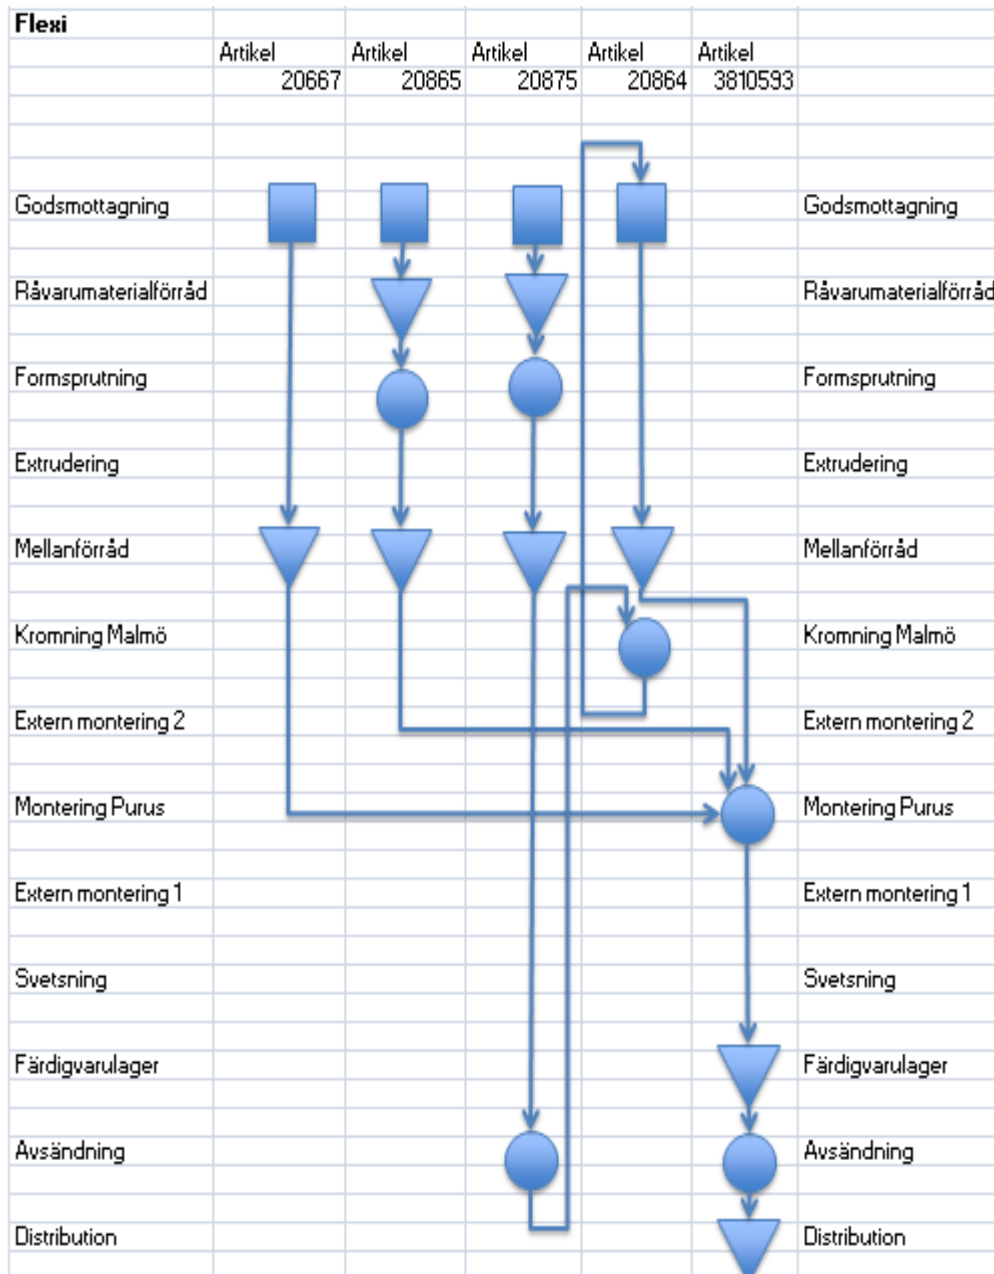 Flexi
Artikel Artikel Artikel Artikel Artikel
20667 20865 20875 20864 3810593
Godsmottagning Godsmottagning
Råvarumaterialförråd Råvarumaterialförråd
Formsprutning Formsprutning
Extrudering Extrudering
Mellanförråd Mellanförråd
Kromning Malmö Kromning Malmö
Extern montering 2 Extern montering 2
Montering Purus Montering Purus
Extern montering 1 Extern montering 1
Svetsning Svetsning
Färdigvarulager Färdigvarulager
Avsändning Avsändning
Distribution Distribution